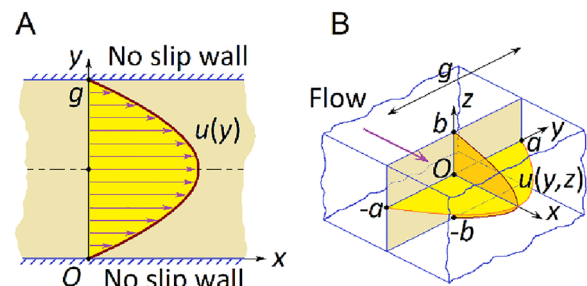 A
y
No slip wall
g
u(y)
O
x
No slip wall
B
g
Flow
z
b
y
a
O
u(y,z)
-a
x
-b